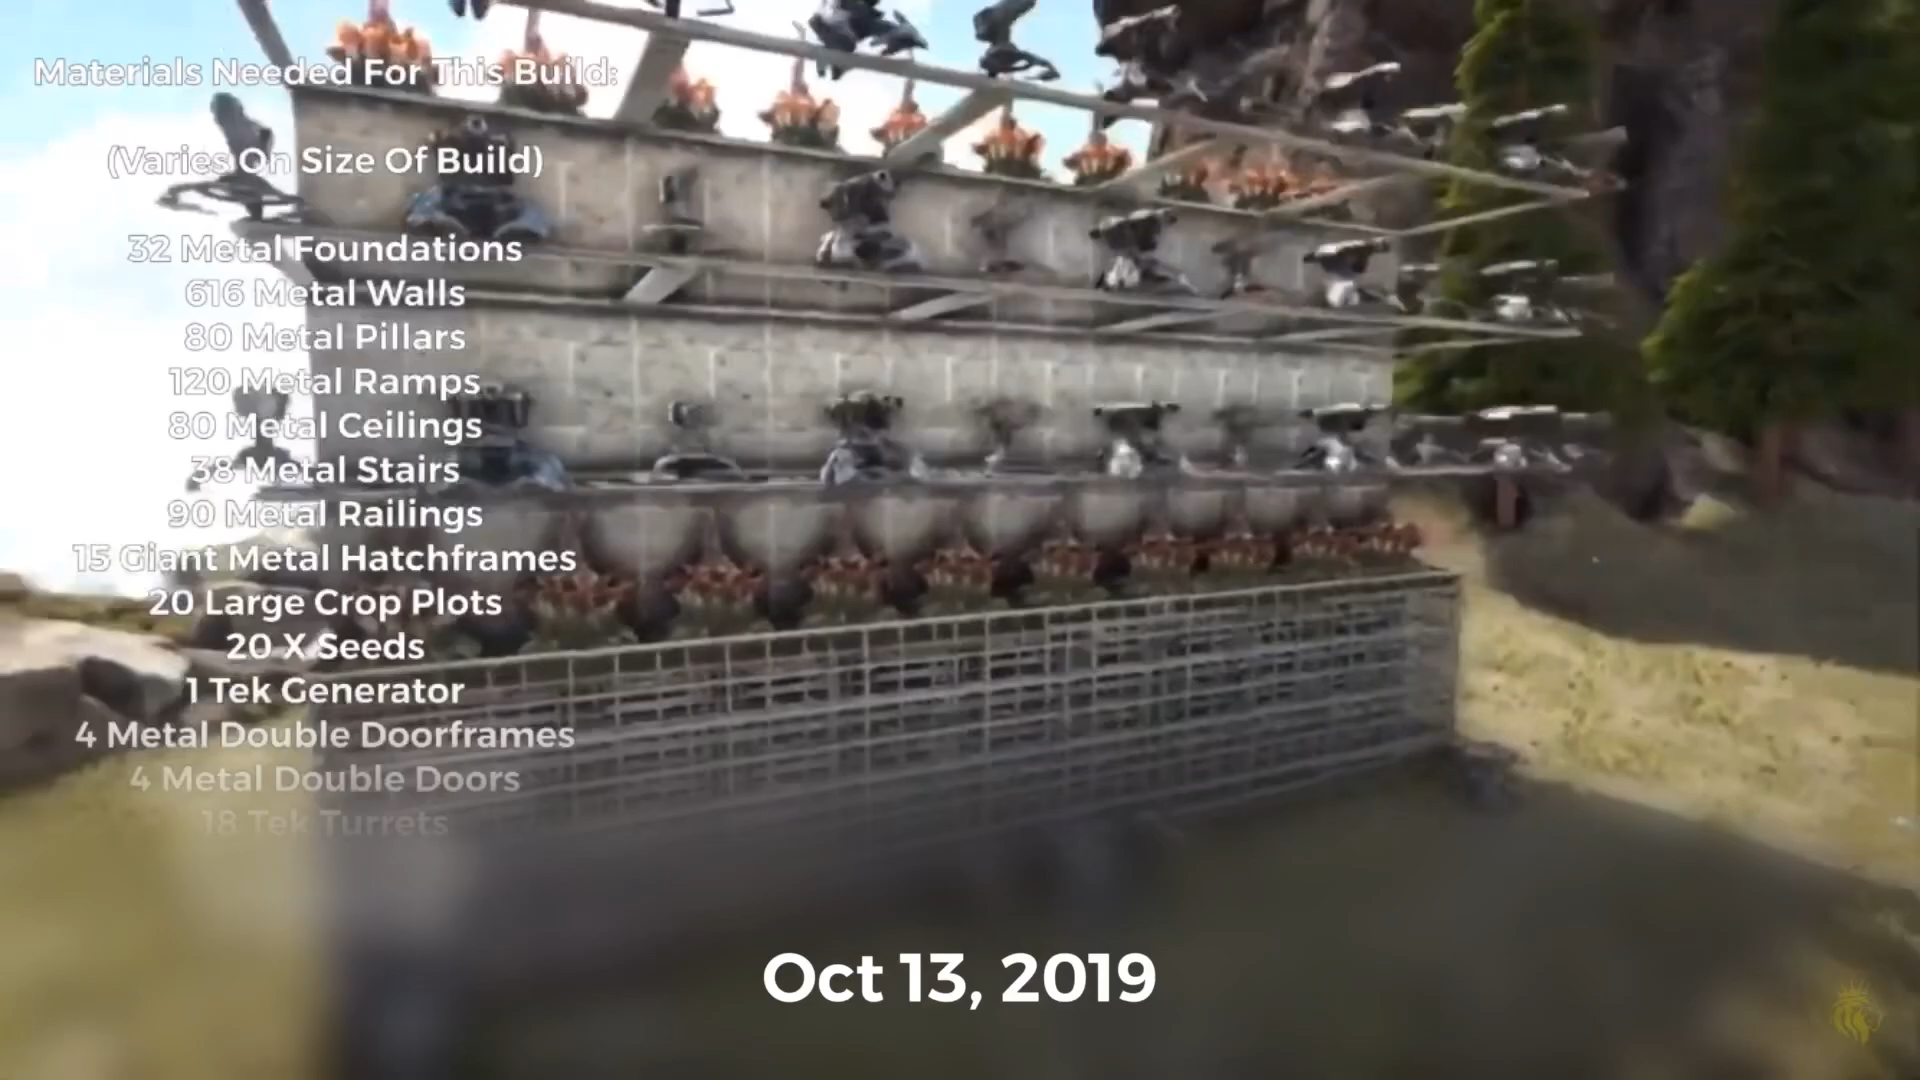 Materials Needed For This Build:
(Varies On Size Of Build)
32 Metal Foundations
616 Metal Walls
80 Metal Pillars
120 Metal Ramps
80 Metal Ceilings
38 Metal Stairs
90 Metal Railings
15 Giant Metal Hatchframes
20 Large Crop Plots
20 X Seeds
1 Tek Generator
4 Metal Double Doorframes
4 Metal Double Doors
18 Tek Turrets
Oct 13, 2019